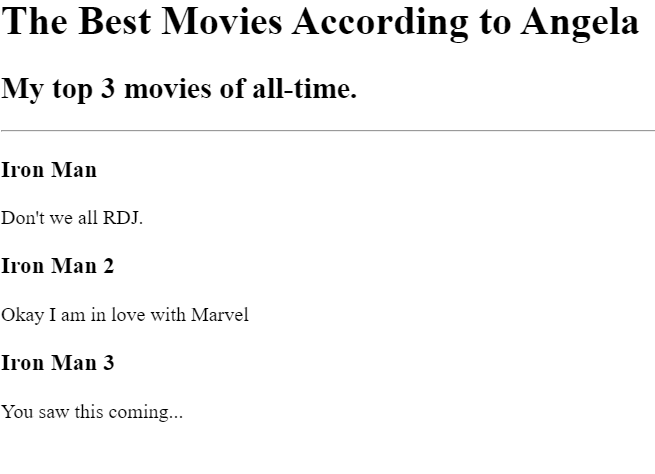 The Best Movies According to Angela
My top 3 movies of all-time.
Iron Man
Don't we all RDJ.
Iron Man 2
Okay I am in love with Marvel
Iron Man 3
You saw this coming...